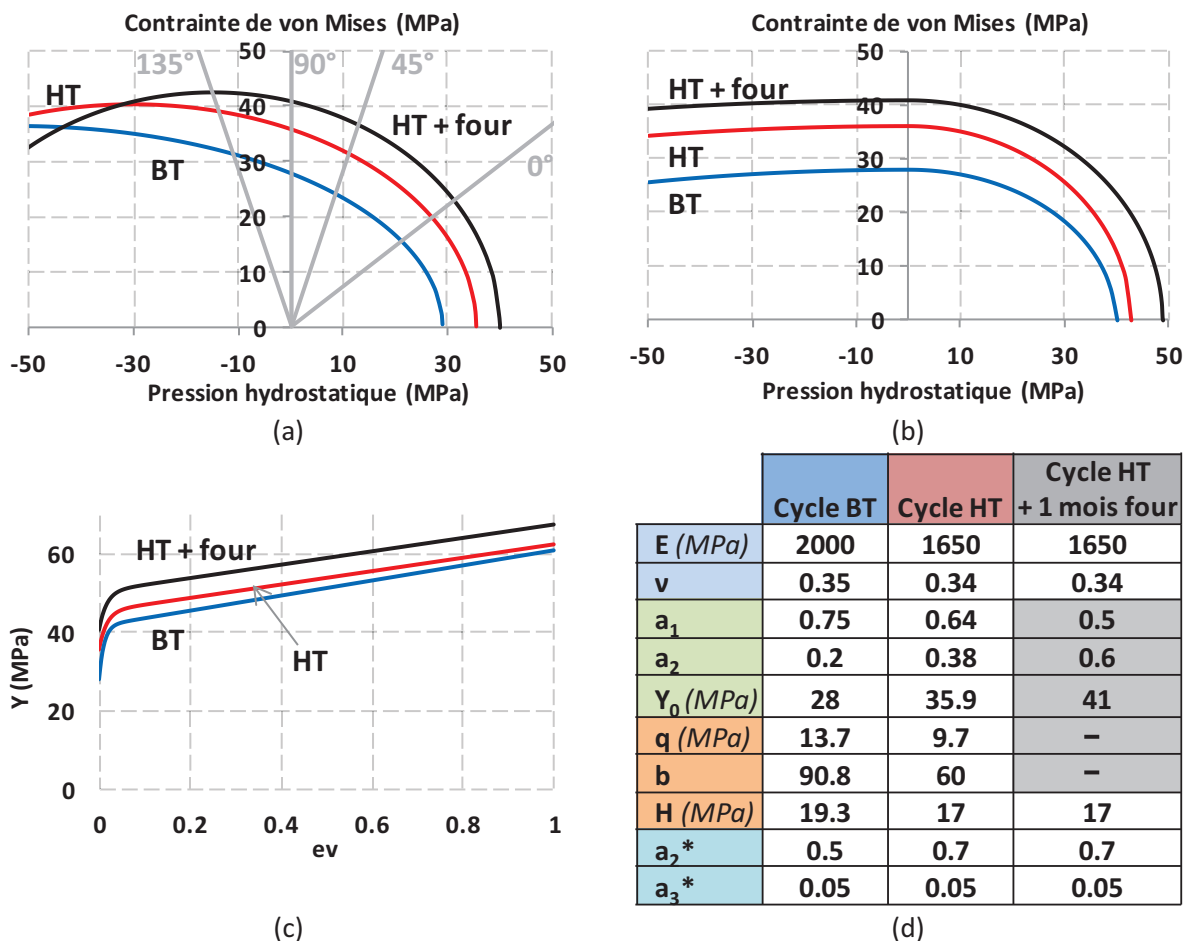 Contrainte de von Mises (MPa)
50
135°
90°
45°
HT
40
HT + four
30
BT
0°
20
10
0
-50 -30 -10 10 30 50
Pression hydrostatique (MPa)
(a)
Contrainte de von Mises (MPa)
50
HT + four
40
HT
30
BT
20
10
0
-50 -30 -10 10 30 50
Pression hydrostatique (MPa)
(b)
Y (MPa)
60
40
20
0
HT + four
BT
HT
0 0.2 0.4 0.6 0.8 1
ev
(c)
Cycle BT Cycle HT Cycle HT
+ 1 mois four
E (MPa) 2000 1650 1650
ν 0.35 0.34 0.34
a1 0.75 0.64 0.5
a2 0.2 0.38 0.6
Y0 (MPa) 28 35.9 41
q (MPa) 13.7 9.7 –
b 90.8 60 –
H (MPa) 19.3 17 17
a2* 0.5 0.7 0.7
a3* 0.05 0.05 0.05
(d)